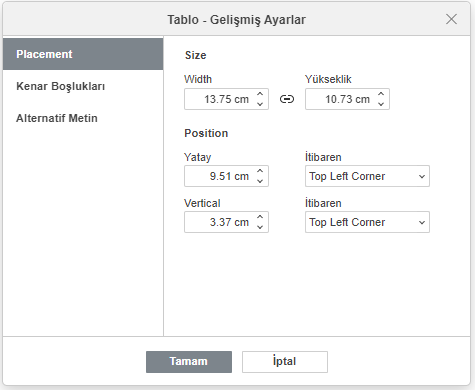 Tablo - Gelişmiş Ayarlar
Placement
Kenar Boşlukları
Alternatif Metin
Size
Width Yükseklik
13.75 cm 10.73 cm
Position
Yatay İtibaren
9.51 cm Top Left Corner
Vertical İtibaren
3.37 cm Top Left Corner
Tamam İptal